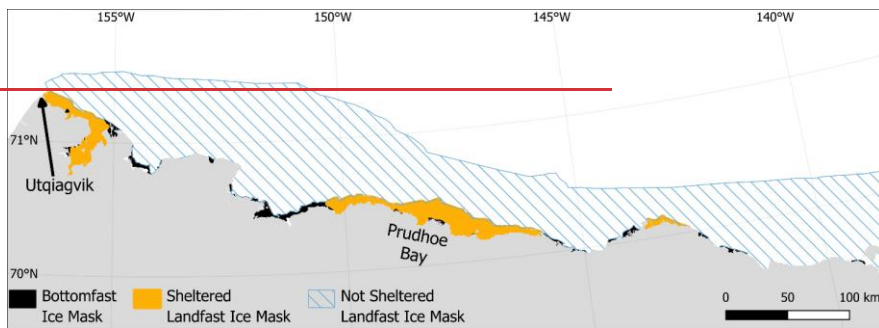 155°W
150°W
145°W
140°W
71°N
Utqiagvik
Prudhoe
Bay
70°N
Bottomfast
Ice Mask
Sheltered
Landfast Ice Mask
Not Sheltered
Landfast Ice Mask
0 50 100 km